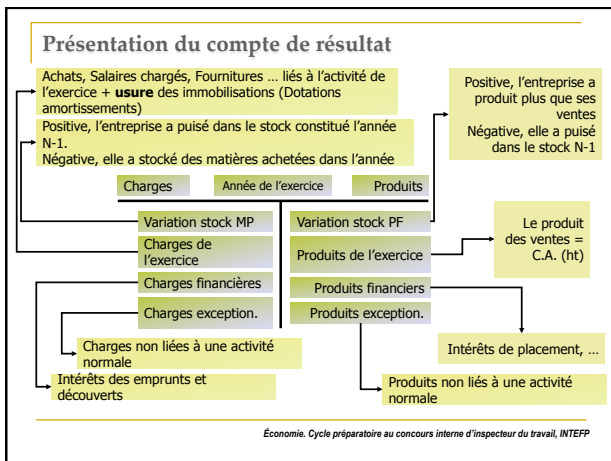 Présentation du compte de résultat
Achats, Salaires chargés, Fournitures … liés à l’activité de
l’exercice + usure des immobilisations (Dotations
amortissements)
Positive, l’entreprise a puisé dans le stock constitué l’année
N-1.
Négative, elle a stocké des matières achetées dans l’année
Positive, l’entreprise a
produit plus que ses
ventes
Négative, elle a puisé
dans le stock N-1
Charges
Année de l’exercice
Produits
Variation stock MP
Variation stock PF
Charges de
l’exercice
Produits de l’exercice
Le produit
des ventes =
C.A. (ht)
Charges financières
Produits financiers
Charges exception.
Produits exception.
Charges non liées à une activité
normale
Intérêts de placement, …
Intérêts des emprunts et
découverts
Produits non liés à une activité
normale
Économie. Cycle préparatoire au concours interne d’inspecteur du travail, INTEFP